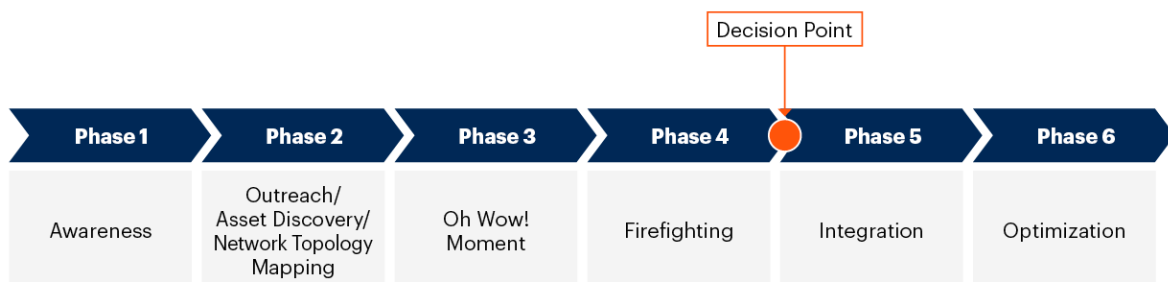 Decision Point
Phase 1
Phase 2
Phase 3
Phase 4
Phase 5
Phase 6
Awareness
Outreach/
Asset Discovery/
Network Topology
Mapping
Oh Wow!
Moment
Firefighting
Integration
Optimization